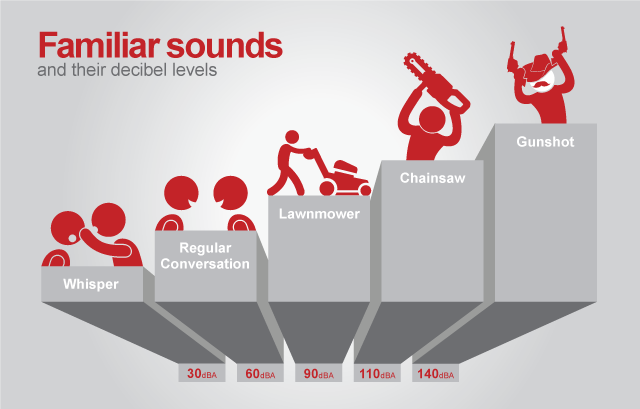 Familiar sounds
and their decibel levels
Gunshot
Chainsaw
Lawnmower
Regular
Conversation
Whisper
30dBA
60dBA
90dBA
110dBA
140dBA